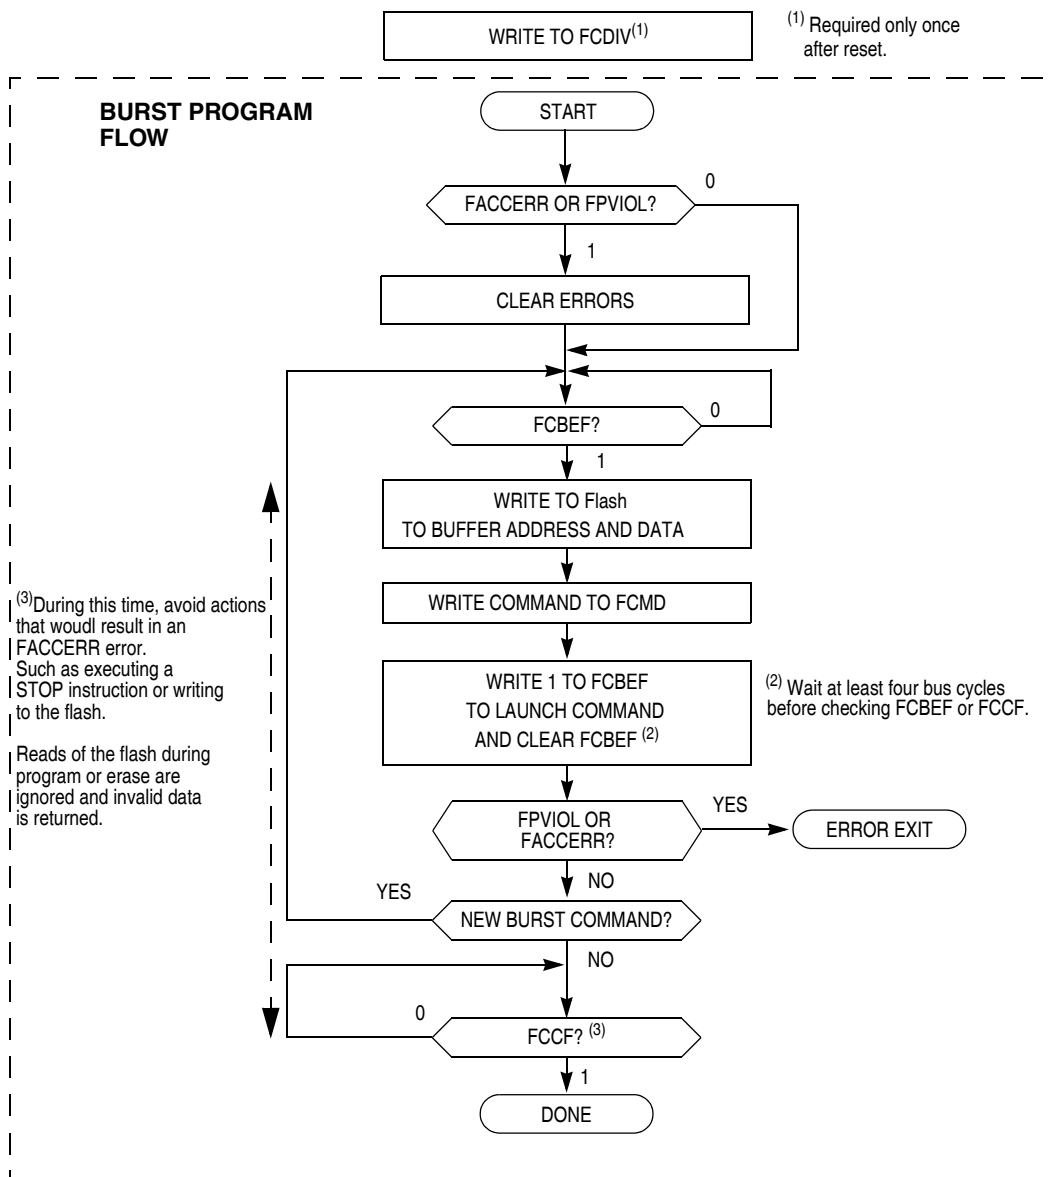 WRITE TO FCDIV(1)
(1) Required only once
after reset.
BURST PROGRAM
FLOW
START
FACCERR OR FPVIOL?
0
1
CLEAR ERRORS
FCBEF?
0
1
WRITE TO Flash
TO BUFFER ADDRESS AND DATA
WRITE COMMAND TO FCMD
(3)During this time, avoid actions
that woudl result in an
FACCERR error.
Such as executing a
STOP instruction or writing
to the flash.
Reads of the flash during
program or erase are
ignored and invalid data
is returned.
WRITE 1 TO FCBEF
TO LAUNCH COMMAND
AND CLEAR FCBEF (2)
(2) Wait at least four bus cycles
before checking FCBEF or FCCF.
FPVIOL OR
FACCERR?
YES
ERROR EXIT
NO
YES
NEW BURST COMMAND?
NO
0
FCCF? (3)
1
DONE